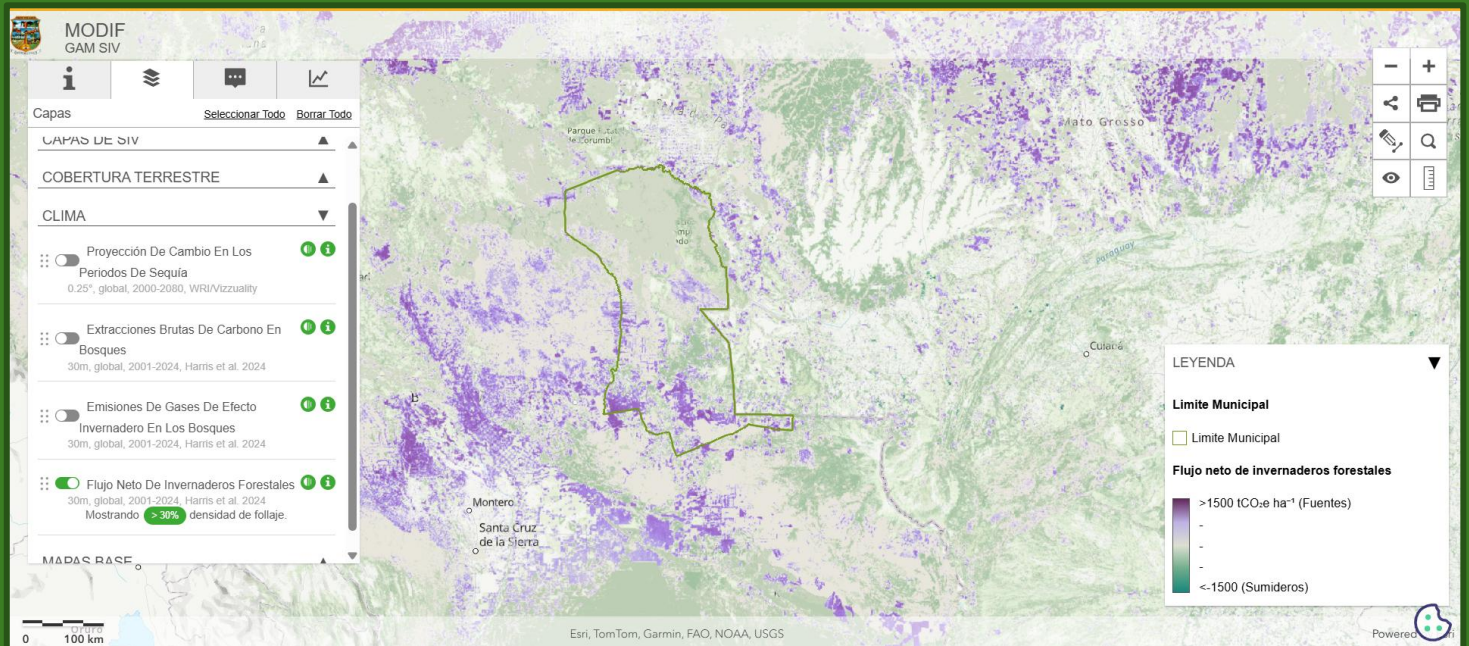 MODIF
GAM SIV
Capas
Seleccionar Todo
Borrar Todo
CAPAS DE SIV
COBERTURA TERRESTRE
CLIMA
Proyección De Cambio En Los
Periodos De Sequía
0.25°, global, 2000-2080, WRI/Vizzuality
Extracciones Brutas De Carbono En
Bosques
30m, global, 2001-2024, Harris et al. 2024
Emisiones De Gases De Efecto
Invernadero En Los Bosques
30m, global, 2001-2024, Harris et al. 2024
Flujo Neto De Invernaderos Forestales
30m, global, 2001-2024, Harris et al. 2024
Mostrando > 30% densidad de follaje.
MAPAS BASE
Parque
Mato Grosso
Paraguay
Cuiabá
Montero
Santa Cruz
de la Sierra
Oruro
0 100 km
LEYENDA
Limite Municipal
Limite Municipal
Flujo neto de invernaderos forestales
>1500 tCO₂e ha⁻¹ (Fuentes)
-
-
-
<-1500 (Sumideros)
Esri, TomTom, Garmin, FAO, NOAA, USGS
Powered